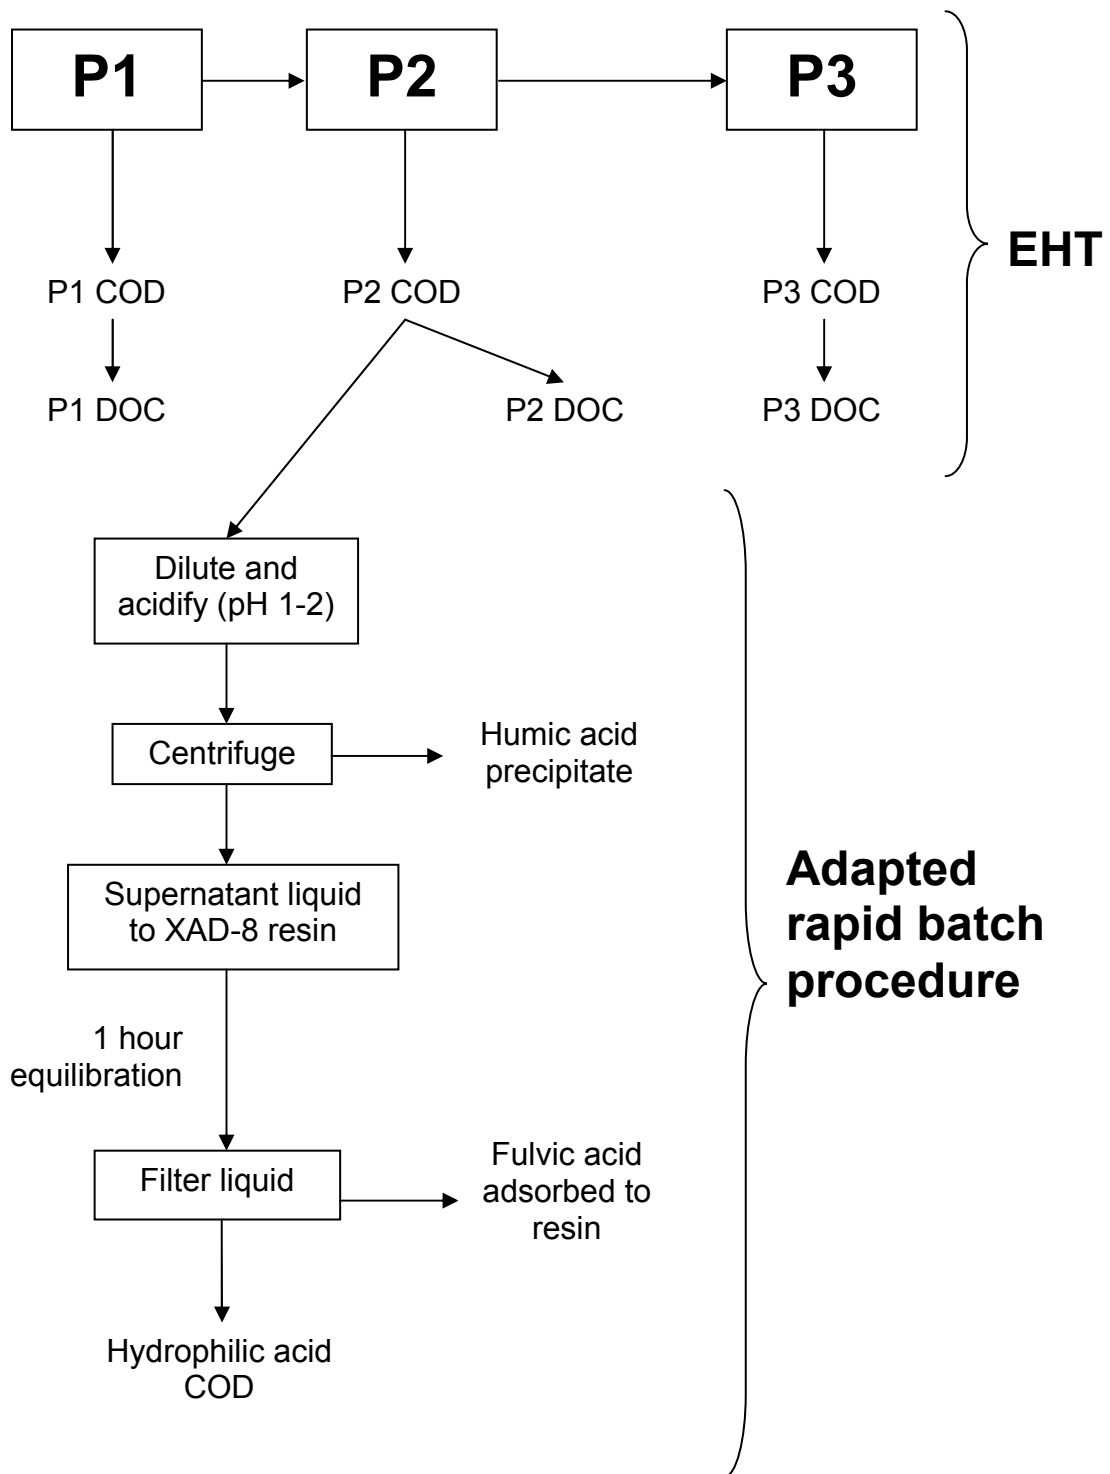 P1
P2
P3
EHT
P1 COD
P2 COD
P3 COD
P1 DOC
P2 DOC
P3 DOC
Dilute and
acidify (pH 1-2)
Centrifuge
Humic acid
precipitate
Supernatant liquid
to XAD-8 resin
Adapted
rapid batch
procedure
1 hour
equilibration
Filter liquid
Fulvic acid
adsorbed to
resin
Hydrophilic acid
COD